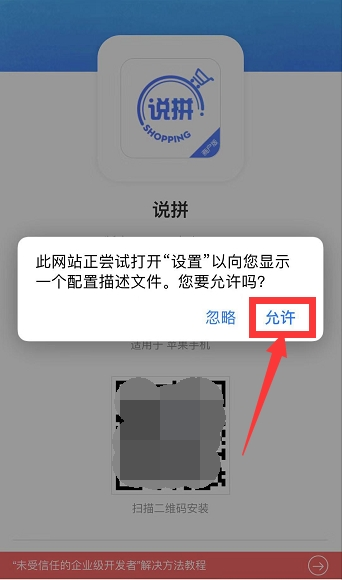 说拼
SHOPPING
商户版
说拼
此网站正尝试打开“设置”以向您显示
一个配置描述文件。您要允许吗？
忽略
允许
适用于 苹果手机
扫描二维码安装
“未受信任的企业级开发者”解决方法教程